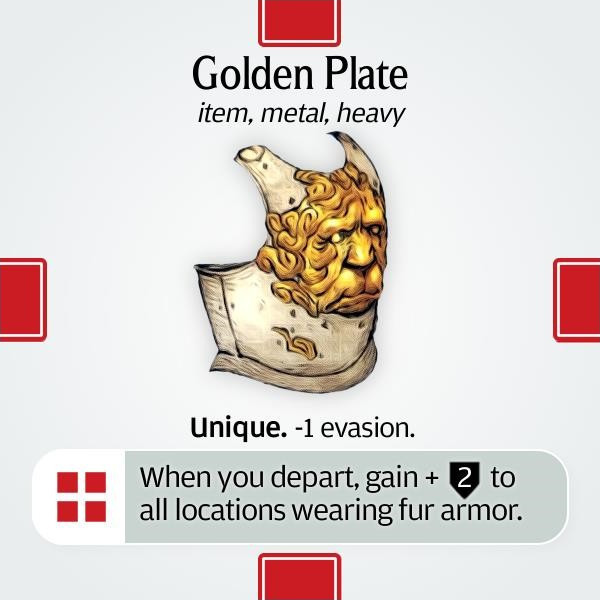 Golden Plate
item, metal, heavy
Unique. -1 evasion.
When you depart, gain + 2 to
all locations wearing fur armor.